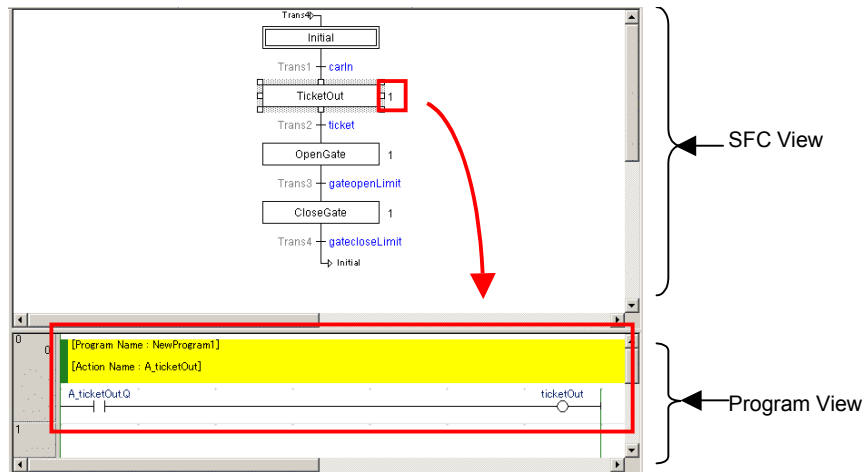 Trans4
Initial
Trans1 carIn
TicketOut 1
Trans2 ticket
OpenGate 1
Trans3 gateopenLimit
CloseGate 1
Trans4 gatecloseLimit
Initial
SFC View
0
0
[Program Name : NewProgram1]
[Action Name : A_ticketOut]
A_ticketOut.Q ticketOut
1
Program View